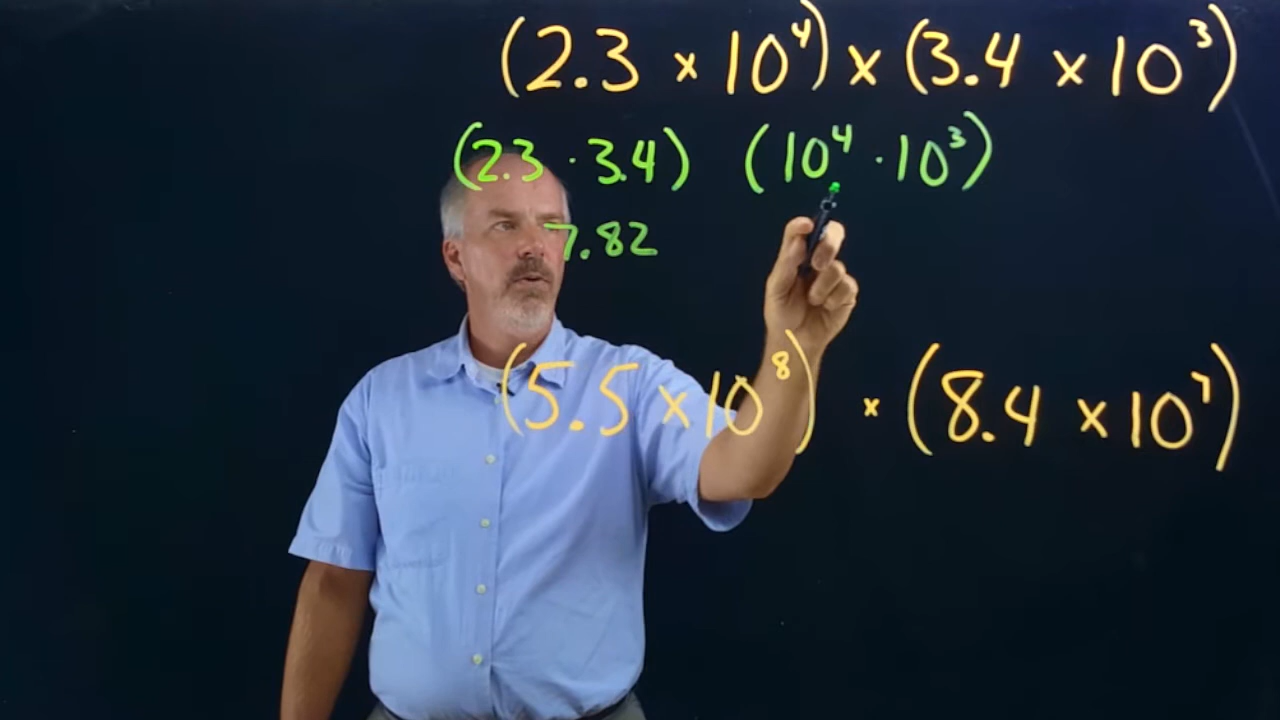 (2.3 × 10⁴) × (3.4 × 10³)
(2.3 · 3.4) (10⁴ · 10³)
7.82
(5.5 × 10⁸) × (8.4 × 10⁷)